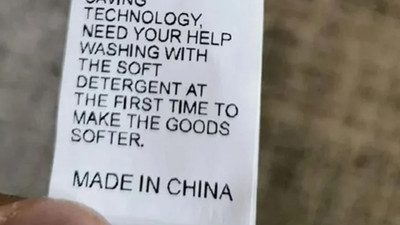 SAVING
TECHNOLOGY,
NEED YOUR HELP
WASHING WITH
THE SOFT
DETERGENT AT
THE FIRST TIME TO
MAKE THE GOODS
SOFTER.
MADE IN CHINA